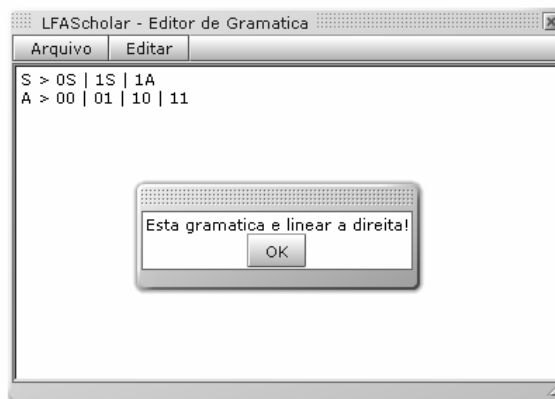 LFAScholar - Editor de Gramatica
Arquivo Editar
S > 0S | 1S | 1A
A > 00 | 01 | 10 | 11
Esta gramatica e linear a direita!
OK